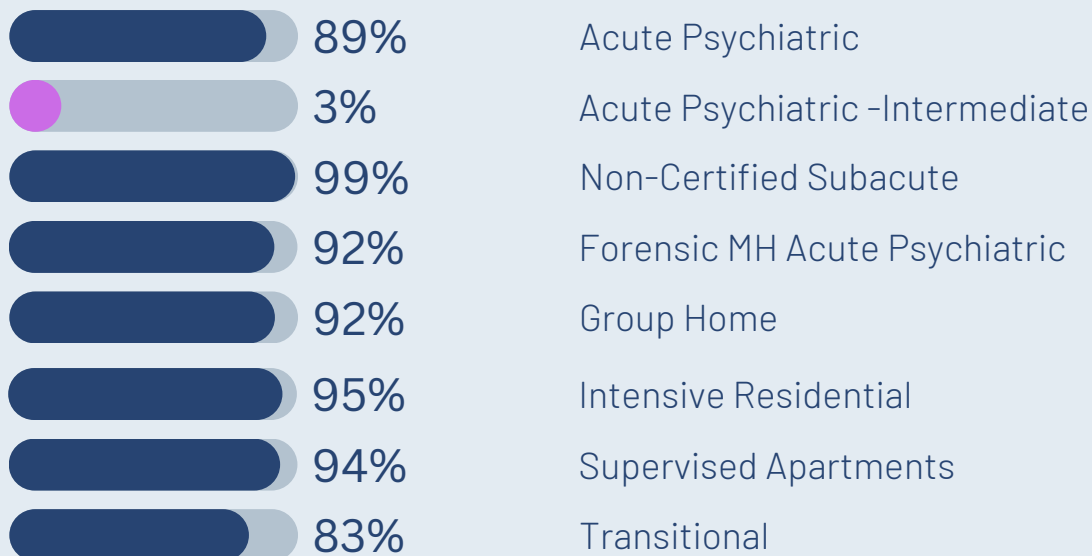 89% Acute Psychiatric
3% Acute Psychiatric -Intermediate
99% Non-Certified Subacute
92% Forensic MH Acute Psychiatric
92% Group Home
95% Intensive Residential
94% Supervised Apartments
83% Transitional